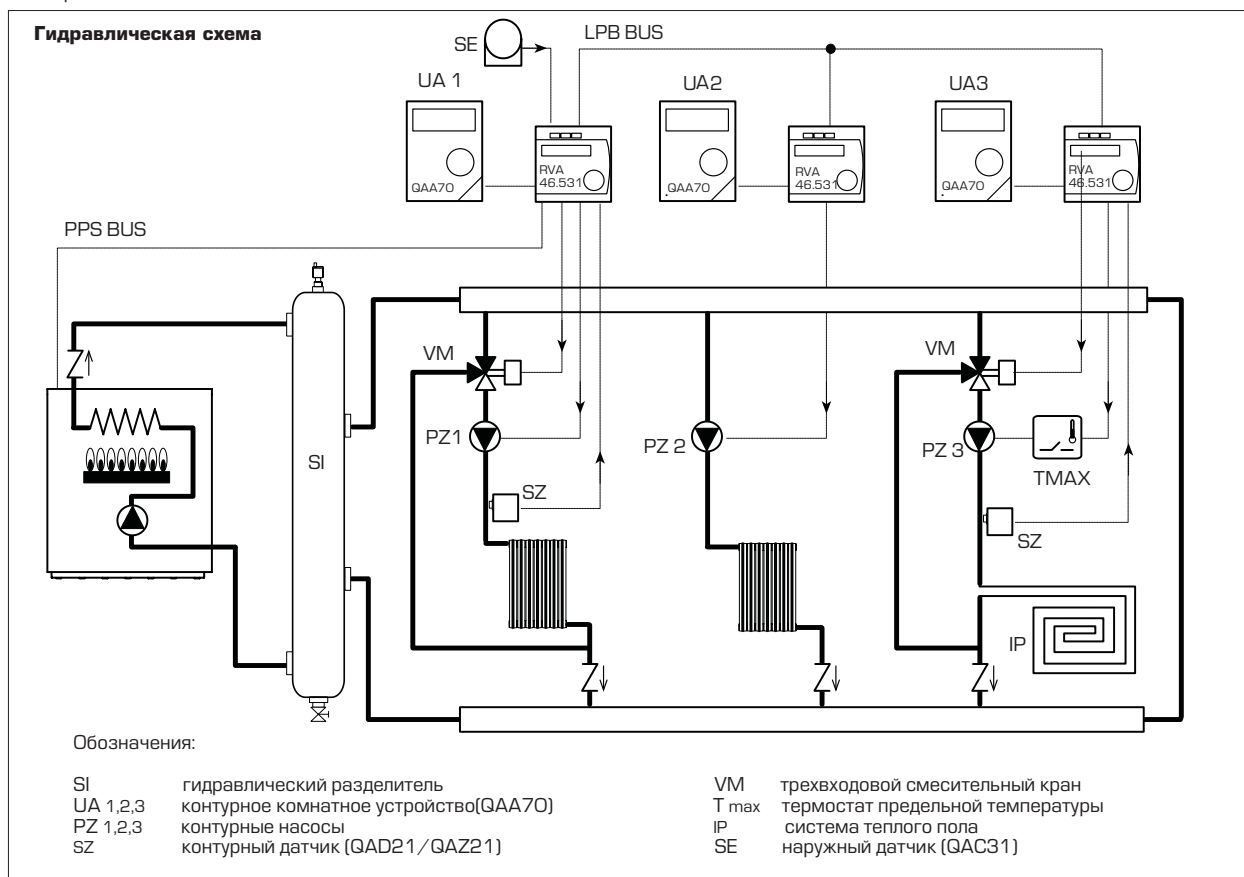 Гидравлическая схема
SE
LPB BUS
UA 1
UA2
UA3
QAA70
RVA
46.531
QAA70
RVA
46.531
QAA70
RVA
46.531
PPS BUS
VM
VM
SI
PZ1
PZ 2
PZ 3
TMAX
SZ
SZ
IP
Обозначения:
SI гидравлический разделитель
UA 1,2,3 контурное комнатное устройство(QAA70)
PZ 1,2,3 контурные насосы
SZ контурный датчик (QAD21/QAZ21)
VM трехвходовой смесительный кран
T max термостат предельной температуры
IP система теплого пола
SE наружный датчик (QAC31)